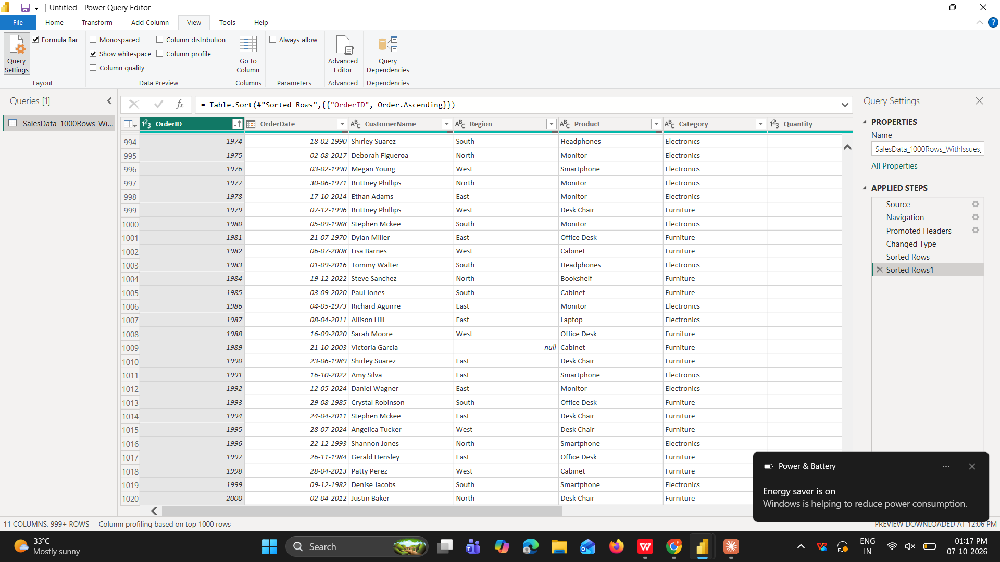 Untitled - Power Query Editor
File Home Transform Add Column View Tools Help
Query Settings
Formula Bar
Layout
Monospaced
Show whitespace
Column quality
Column distribution
Column profile
Data Preview
Go to Column
Columns
Always allow
Parameters
Advanced Editor
Advanced
Query Dependencies
Dependencies
Queries [1]
SalesData_1000Rows_Wi...
fx = Table.Sort(#"Sorted Rows",{{"OrderID", Order.Ascending}})
OrderID OrderDate CustomerName Region Product Category Quantity
994 1974 18-02-1990 Shirley Suarez South Headphones Electronics
995 1975 02-08-2017 Deborah Figueroa North Monitor Electronics
996 1976 03-02-1990 Megan Young West Smartphone Electronics
997 1977 30-06-1971 Brittney Phillips North Monitor Electronics
998 1978 17-10-2014 Ethan Adams East Monitor Electronics
999 1979 07-12-1996 Brittney Phillips West Desk Chair Furniture
1000 1980 05-09-1988 Stephen Mckee South Monitor Electronics
1001 1981 21-07-1970 Dylan Miller East Office Desk Furniture
1002 1982 06-07-2008 Lisa Barnes West Cabinet Furniture
1003 1983 01-09-2016 Tommy Walter South Headphones Electronics
1004 1984 19-12-2022 Steve Sanchez North Bookshelf Furniture
1005 1985 03-09-2020 Paul Jones South Cabinet Furniture
1006 1986 04-05-1973 Richard Aguirre East Monitor Electronics
1007 1987 08-04-2011 Allison Hill East Laptop Electronics
1008 1988 16-09-2020 Sarah Moore West Office Desk Furniture
1009 1989 21-10-2003 Victoria Garcia null Cabinet Furniture
1010 1990 23-06-1989 Shirley Suarez East Desk Chair Furniture
1011 1991 16-10-2022 Amy Silva East Smartphone Electronics
1012 1992 12-05-2024 Daniel Wagner East Monitor Electronics
1013 1993 29-08-1985 Crystal Robinson South Office Desk Furniture
1014 1994 24-04-2011 Stephen Mckee East Desk Chair Furniture
1015 1995 28-07-2024 Angelica Tucker West Desk Chair Furniture
1016 1996 22-12-1993 Shannon Jones North Smartphone Electronics
1017 1997 26-11-1984 Gerald Hensley East Office Desk Furniture
1018 1998 28-04-2013 Patty Perez West Cabinet Furniture
1019 1999 09-12-1982 Denise Jacobs South Smartphone Electronics
1020 2000 02-04-2012 Justin Baker North Desk Chair Furniture
Query Settings
PROPERTIES
Name
SalesData_1000Rows_WithIssues_
All Properties
APPLIED STEPS
Source
Navigation
Promoted Headers
Changed Type
Sorted Rows
Sorted Rows1
Power & Battery
Energy saver is on
Windows is helping to reduce power consumption.
11 COLUMNS, 999+ ROWS Column profiling based on top 1000 rows
PREVIEW DOWNLOADED AT 12:06 PM
33°C
Mostly sunny
Search
ENG
IN
01:17 PM
07-10-2026